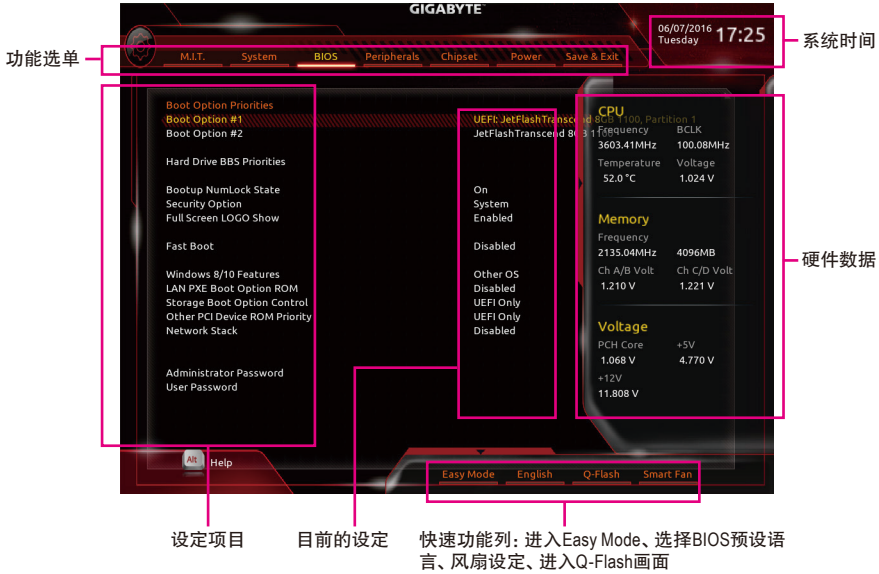 GIGABYTE
06/07/2016
Tuesday
17:25
系统时间
功能选单
M.I.T. System BIOS Peripherals Chipset Power Save & Exit
Boot Option Priorities
Boot Option #1 UEFI: JetFlashTranscend 8GB 1100, Partition 1
Boot Option #2 JetFlashTranscend 8GB 1100
Hard Drive BBS Priorities
Bootup NumLock State On
Security Option System
Full Screen LOGO Show Enabled
Fast Boot Disabled
Windows 8/10 Features Other OS
LAN PXE Boot Option ROM Disabled
Storage Boot Option Control UEFI Only
Other PCI Device ROM Priority UEFI Only
Network Stack Disabled
Administrator Password
User Password
CPU
Frequency BCLK
3603.41MHz 100.08MHz
Temperature Voltage
52.0 °C 1.024 V
Memory
Frequency
2135.04MHz 4096MB
Ch A/B Volt Ch C/D Volt
1.210 V 1.221 V
Voltage
PCH Core +5V
1.068 V 4.770 V
+12V
11.808 V
硬件数据
Alt Help
Easy Mode English Q-Flash Smart Fan
设定项目
目前的设定
快速功能列: 进入Easy Mode、选择BIOS预设语
言、风扇设定、进入Q-Flash画面